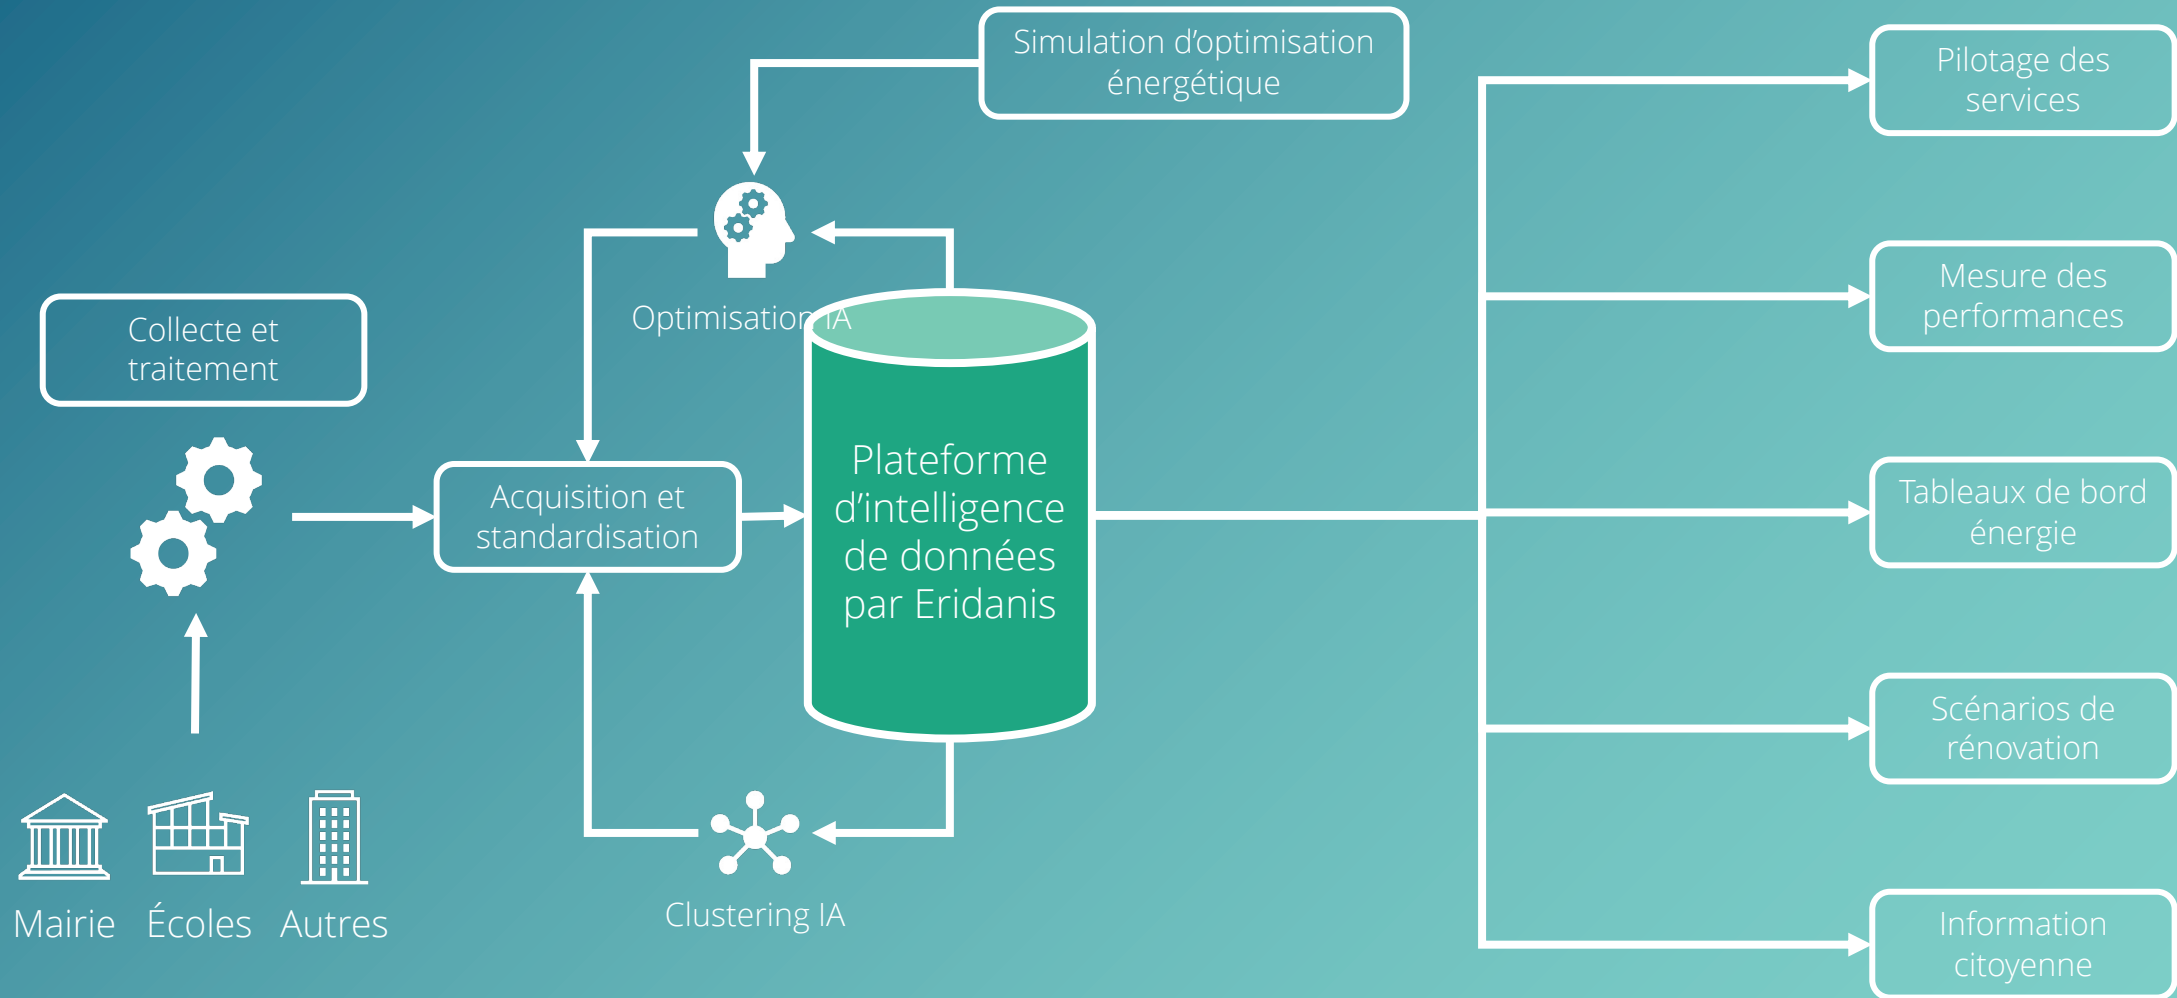 Simulation d’optimisation
énergétique
Pilotage des
services
Optimisation IA
Mesure des
performances
Collecte et
traitement
Acquisition et
standardisation
Plateforme
d’intelligence
de données
par Eridanis
Tableaux de bord
énergie
Scénarios de
rénovation
Mairie
Écoles
Autres
Clustering IA
Information
citoyenne